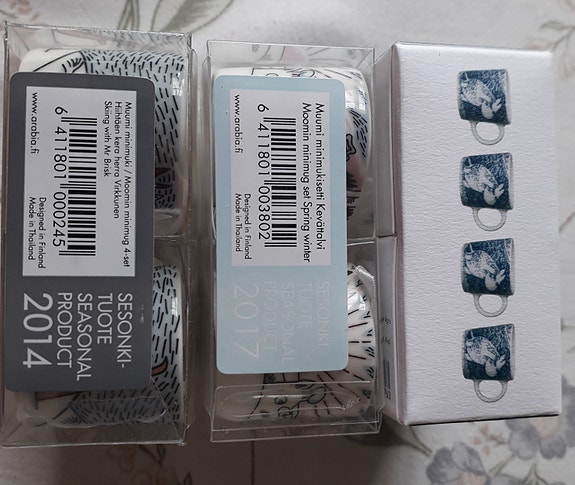 Muumi minimuki / Moomin minimug 4-set
Hiihtäen kera herra Virkkunen
Skiing with Mr Brisk
6 411801 000245
www.arabia.fi
Designed in Finland
Made in Thailand
SESONKI-
TUOTE
SEASONAL
PRODUCT
2014
Muumi minimukisetti Kevättalvi
Moomin minimug set Spring winter
6 411801 003802
www.arabia.fi
Designed in Finland
Made in Thailand
SESONKI-
TUOTE
SEASONAL
PRODUCT
2017